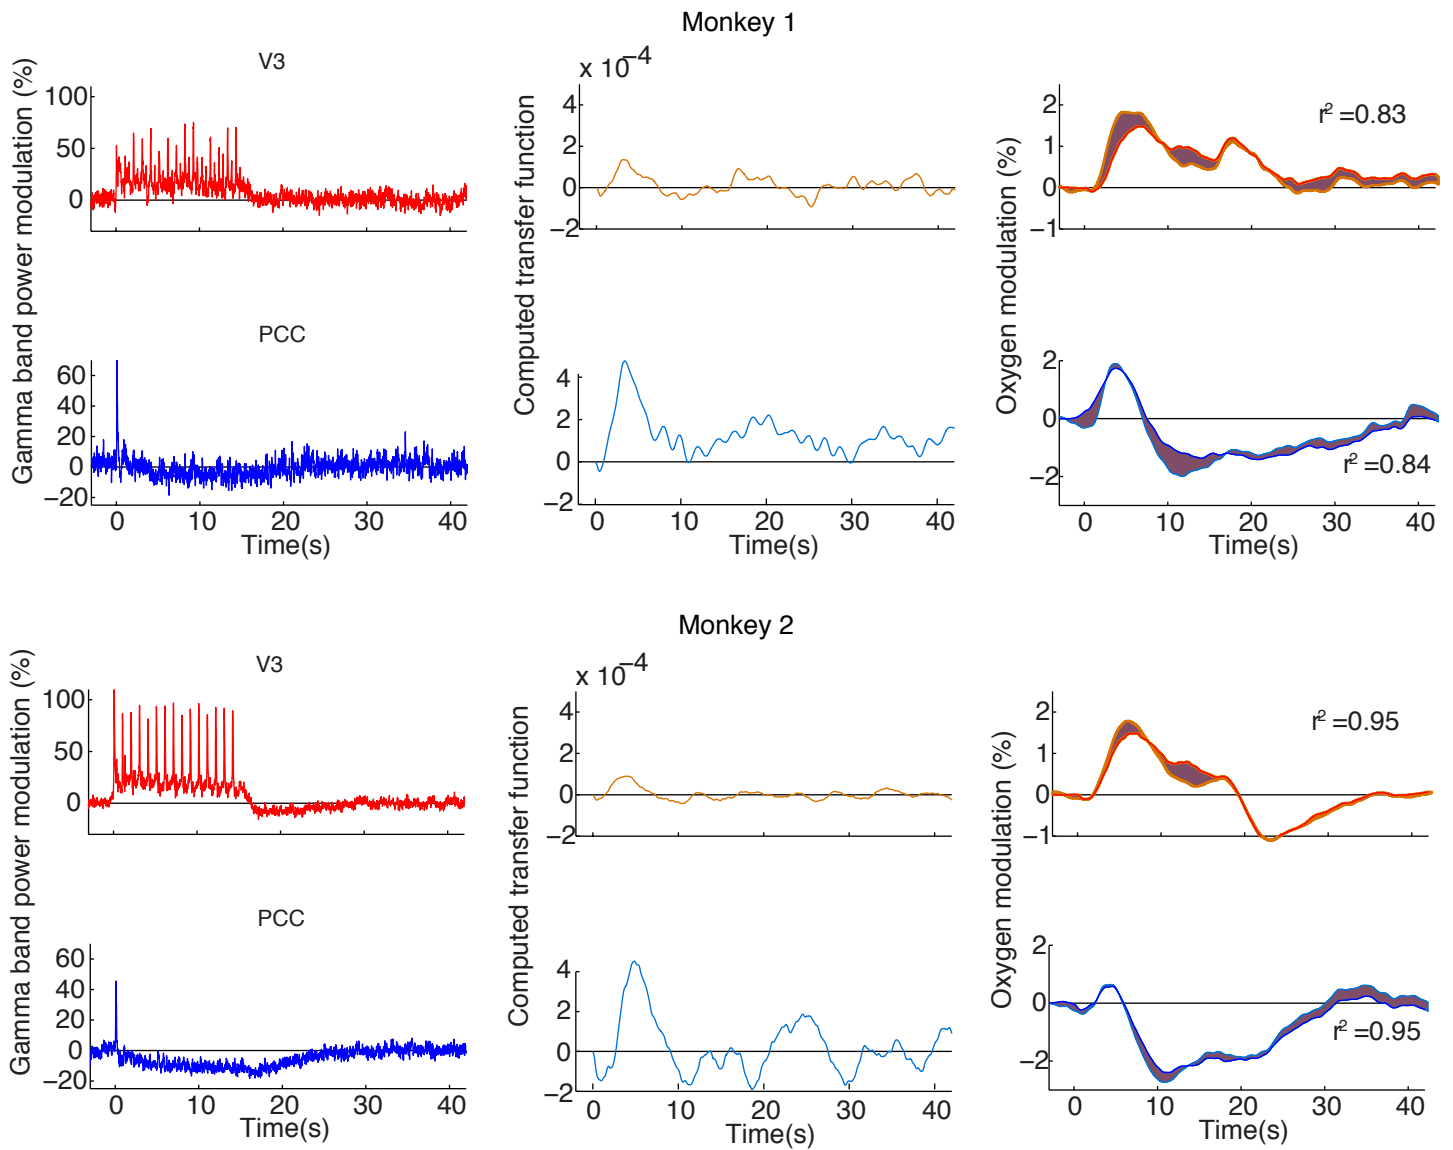 Monkey 1
V3
Gamma band power modulation (%)
100
50
0
PCC
60
40
20
0
−20
0 10 20 30 40
Time(s)
x 10−4
Computed transfer function
4
2
0
−2
4
2
0
−2
0 10 20 30 40
Time(s)
Oxygen modulation (%)
2
1
0
−1
r² =0.83
2
0
−2
r² =0.84
0 10 20 30 40
Time(s)
Monkey 2
V3
Gamma band power modulation (%)
100
50
0
PCC
60
40
20
0
−20
0 10 20 30 40
Time(s)
x 10−4
Computed transfer function
4
2
0
−2
4
2
0
−2
0 10 20 30 40
Time(s)
Oxygen modulation (%)
2
1
0
−1
r² =0.95
2
0
−2
r² =0.95
0 10 20 30 40
Time(s)